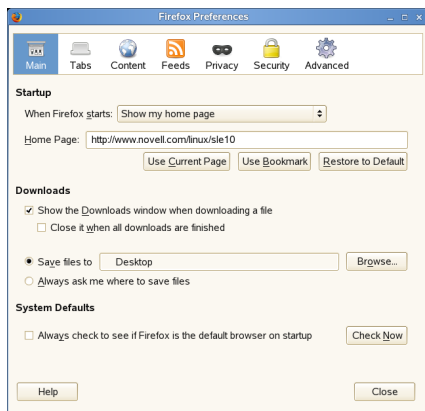 Firefox Preferences
Main Tabs Content Feeds Privacy Security Advanced
Startup
When Firefox starts: Show my home page
Home Page: http://www.novell.com/linux/sle10
Use Current Page Use Bookmark Restore to Default
Downloads
Show the Downloads window when downloading a file
Close it when all downloads are finished
Save files to Desktop Browse...
Always ask me where to save files
System Defaults
Always check to see if Firefox is the default browser on startup Check Now
Help Close